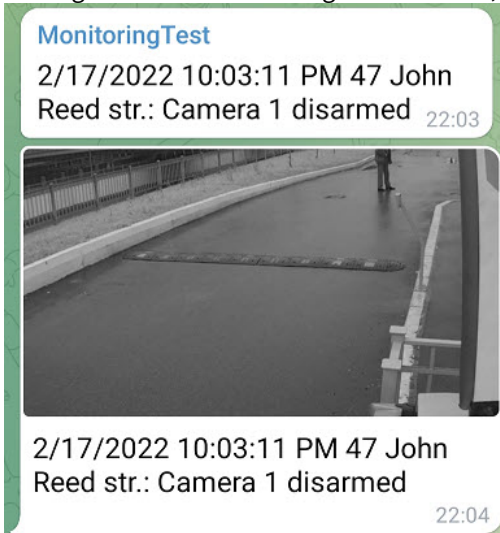 MonitoringTest
2/17/2022 10:03:11 PM 47 John
Reed str.: Camera 1 disarmed 22:03
2/17/2022 10:03:11 PM 47 John
Reed str.: Camera 1 disarmed
22:04